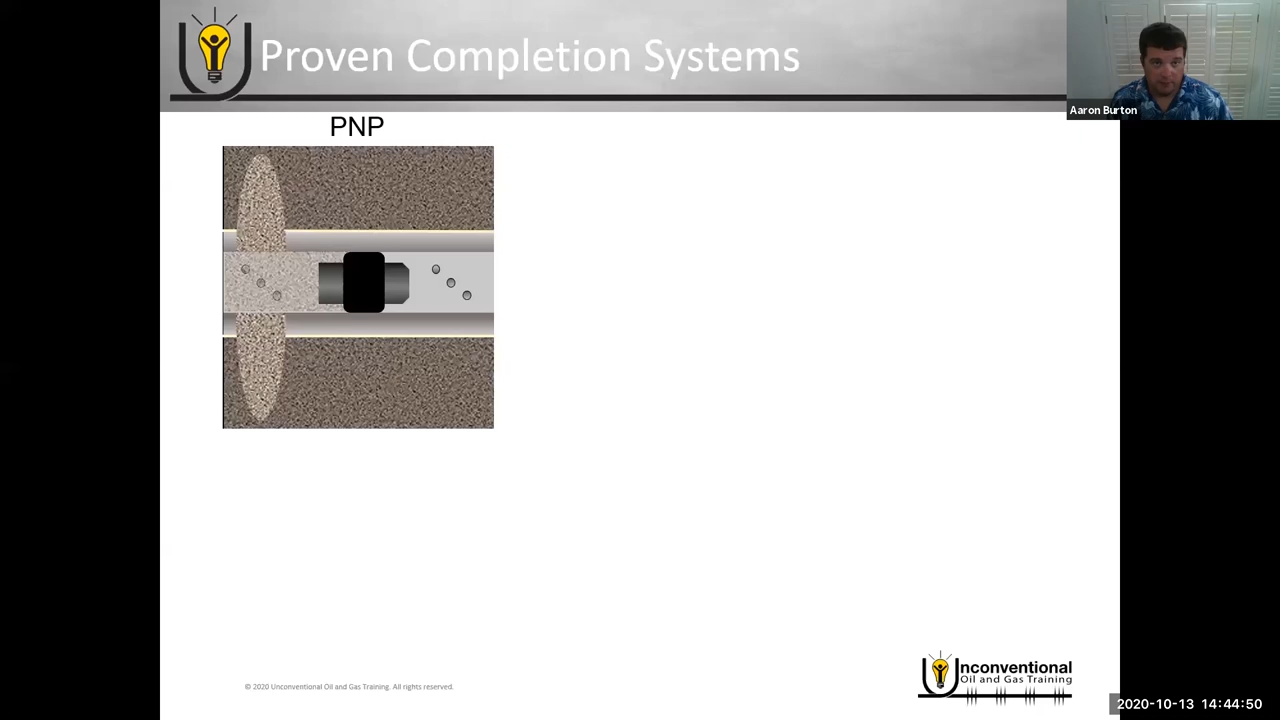 Proven Completion Systems
Aaron Burton
PNP
© 2020 Unconventional Oil and Gas Training. All rights reserved.
Unconventional
Oil and Gas Training
2020-10-13 14:44:50